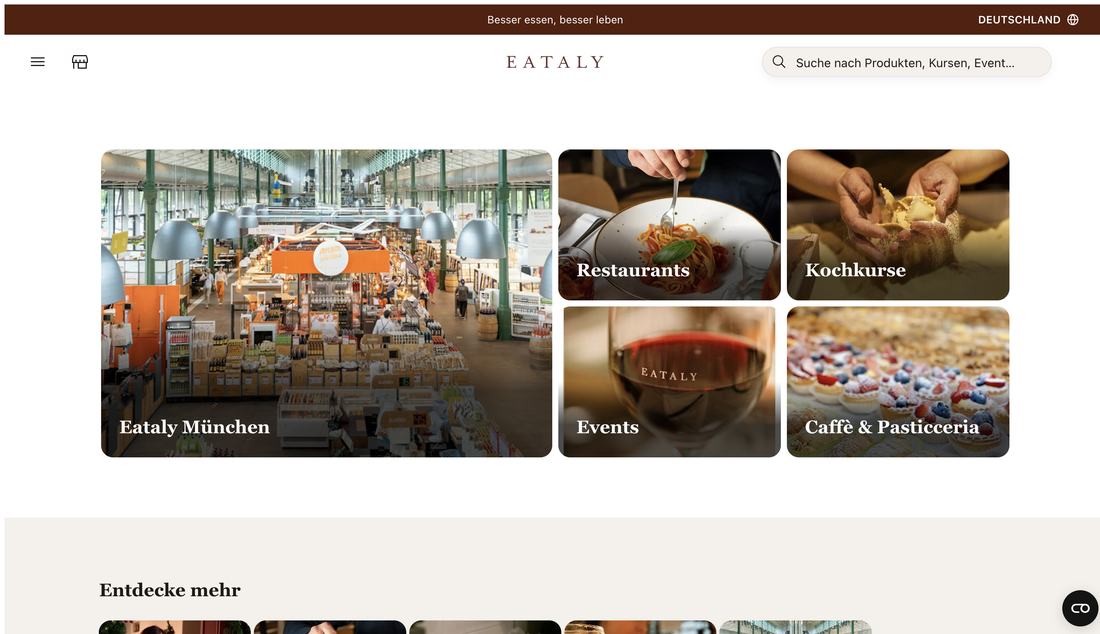 Besser essen, besser leben
DEUTSCHLAND
EATALY
Suche nach Produkten, Kursen, Event...
Restaurants
Kochkurse
EATALY
Eataly München
Events
Caffè & Pasticceria
Entdecke mehr